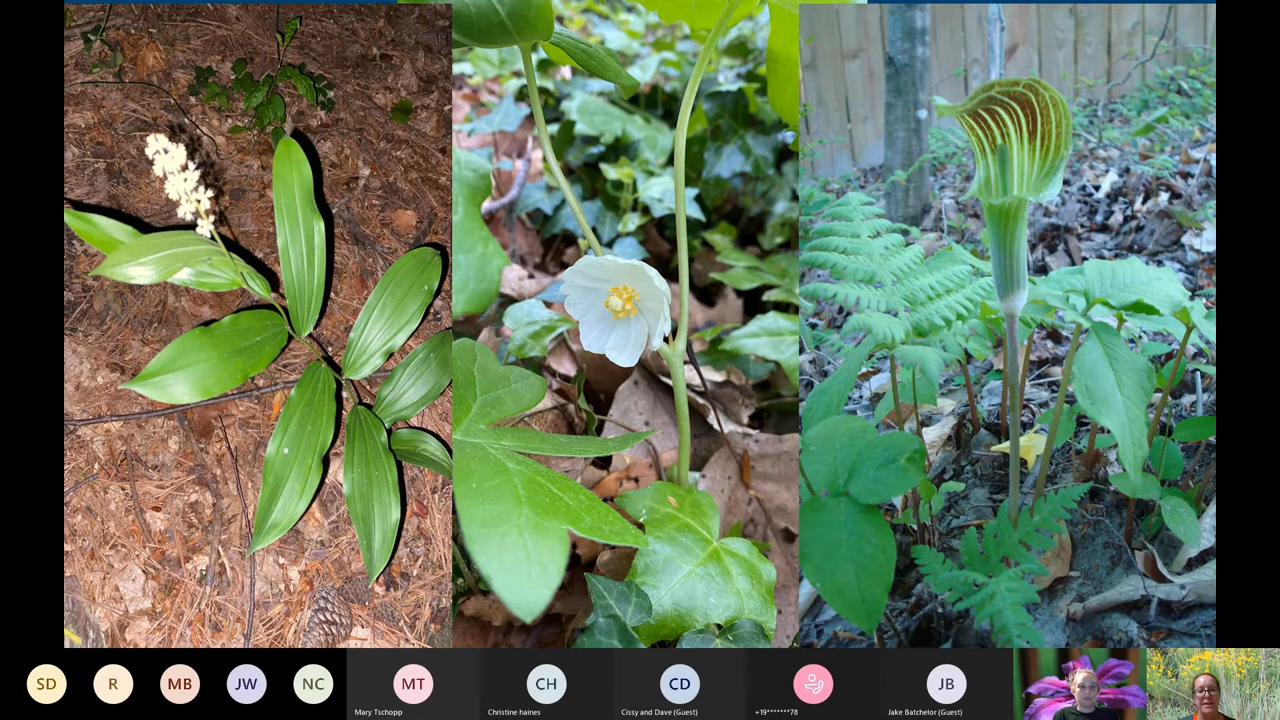 SD
R
MB
JW
NC
MT
Mary Tschopp
CH
Christine haines
CD
Cissy and Dave (Guest)
+19*******78
JB
Jake Batchelor (Guest)